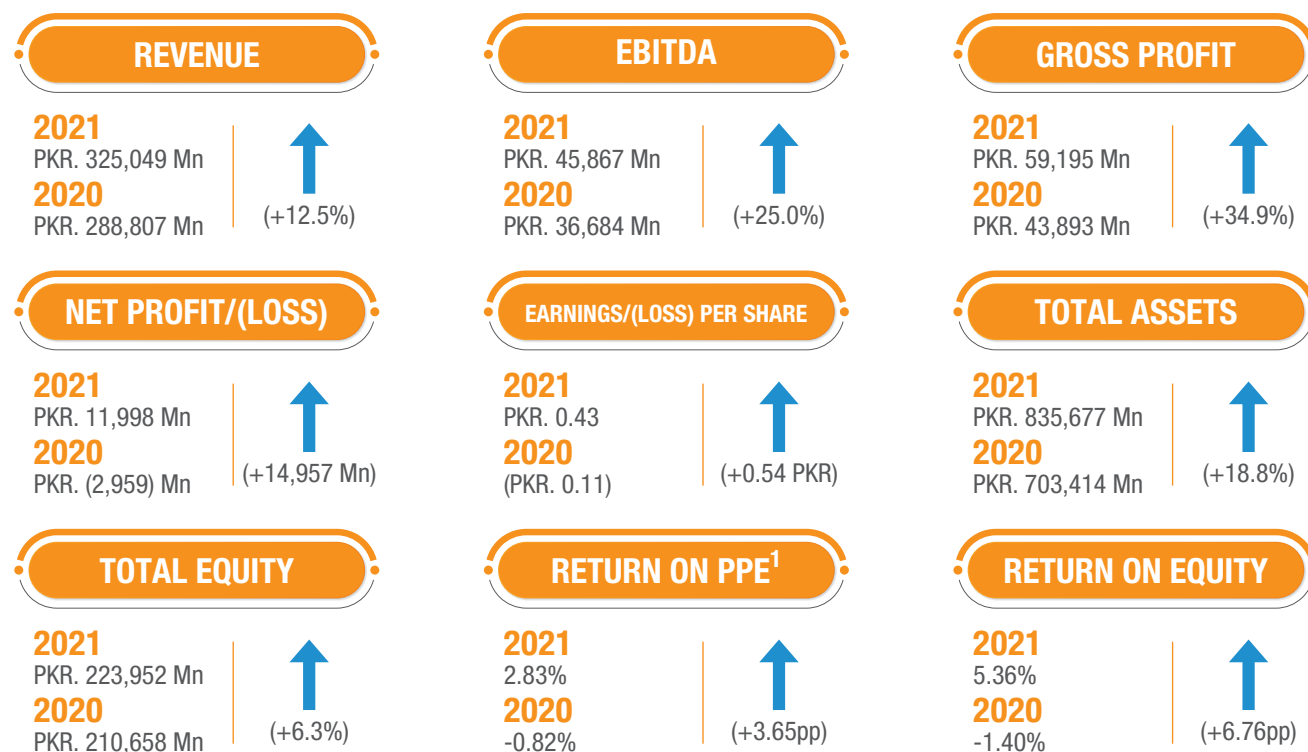 REVENUE
2021
PKR. 325,049 Mn
2020
PKR. 288,807 Mn
(+12.5%)
EBITDA
2021
PKR. 45,867 Mn
2020
PKR. 36,684 Mn
(+25.0%)
GROSS PROFIT
2021
PKR. 59,195 Mn
2020
PKR. 43,893 Mn
(+34.9%)
NET PROFIT/(LOSS)
2021
PKR. 11,998 Mn
2020
PKR. (2,959) Mn
(+14,957 Mn)
EARNINGS/(LOSS) PER SHARE
2021
PKR. 0.43
2020
(PKR. 0.11)
(+0.54 PKR)
TOTAL ASSETS
2021
PKR. 835,677 Mn
2020
PKR. 703,414 Mn
(+18.8%)
TOTAL EQUITY
2021
PKR. 223,952 Mn
2020
PKR. 210,658 Mn
(+6.3%)
RETURN ON PPE¹
2021
2.83%
2020
-0.82%
(+3.65pp)
RETURN ON EQUITY
2021
5.36%
2020
-1.40%
(+6.76pp)